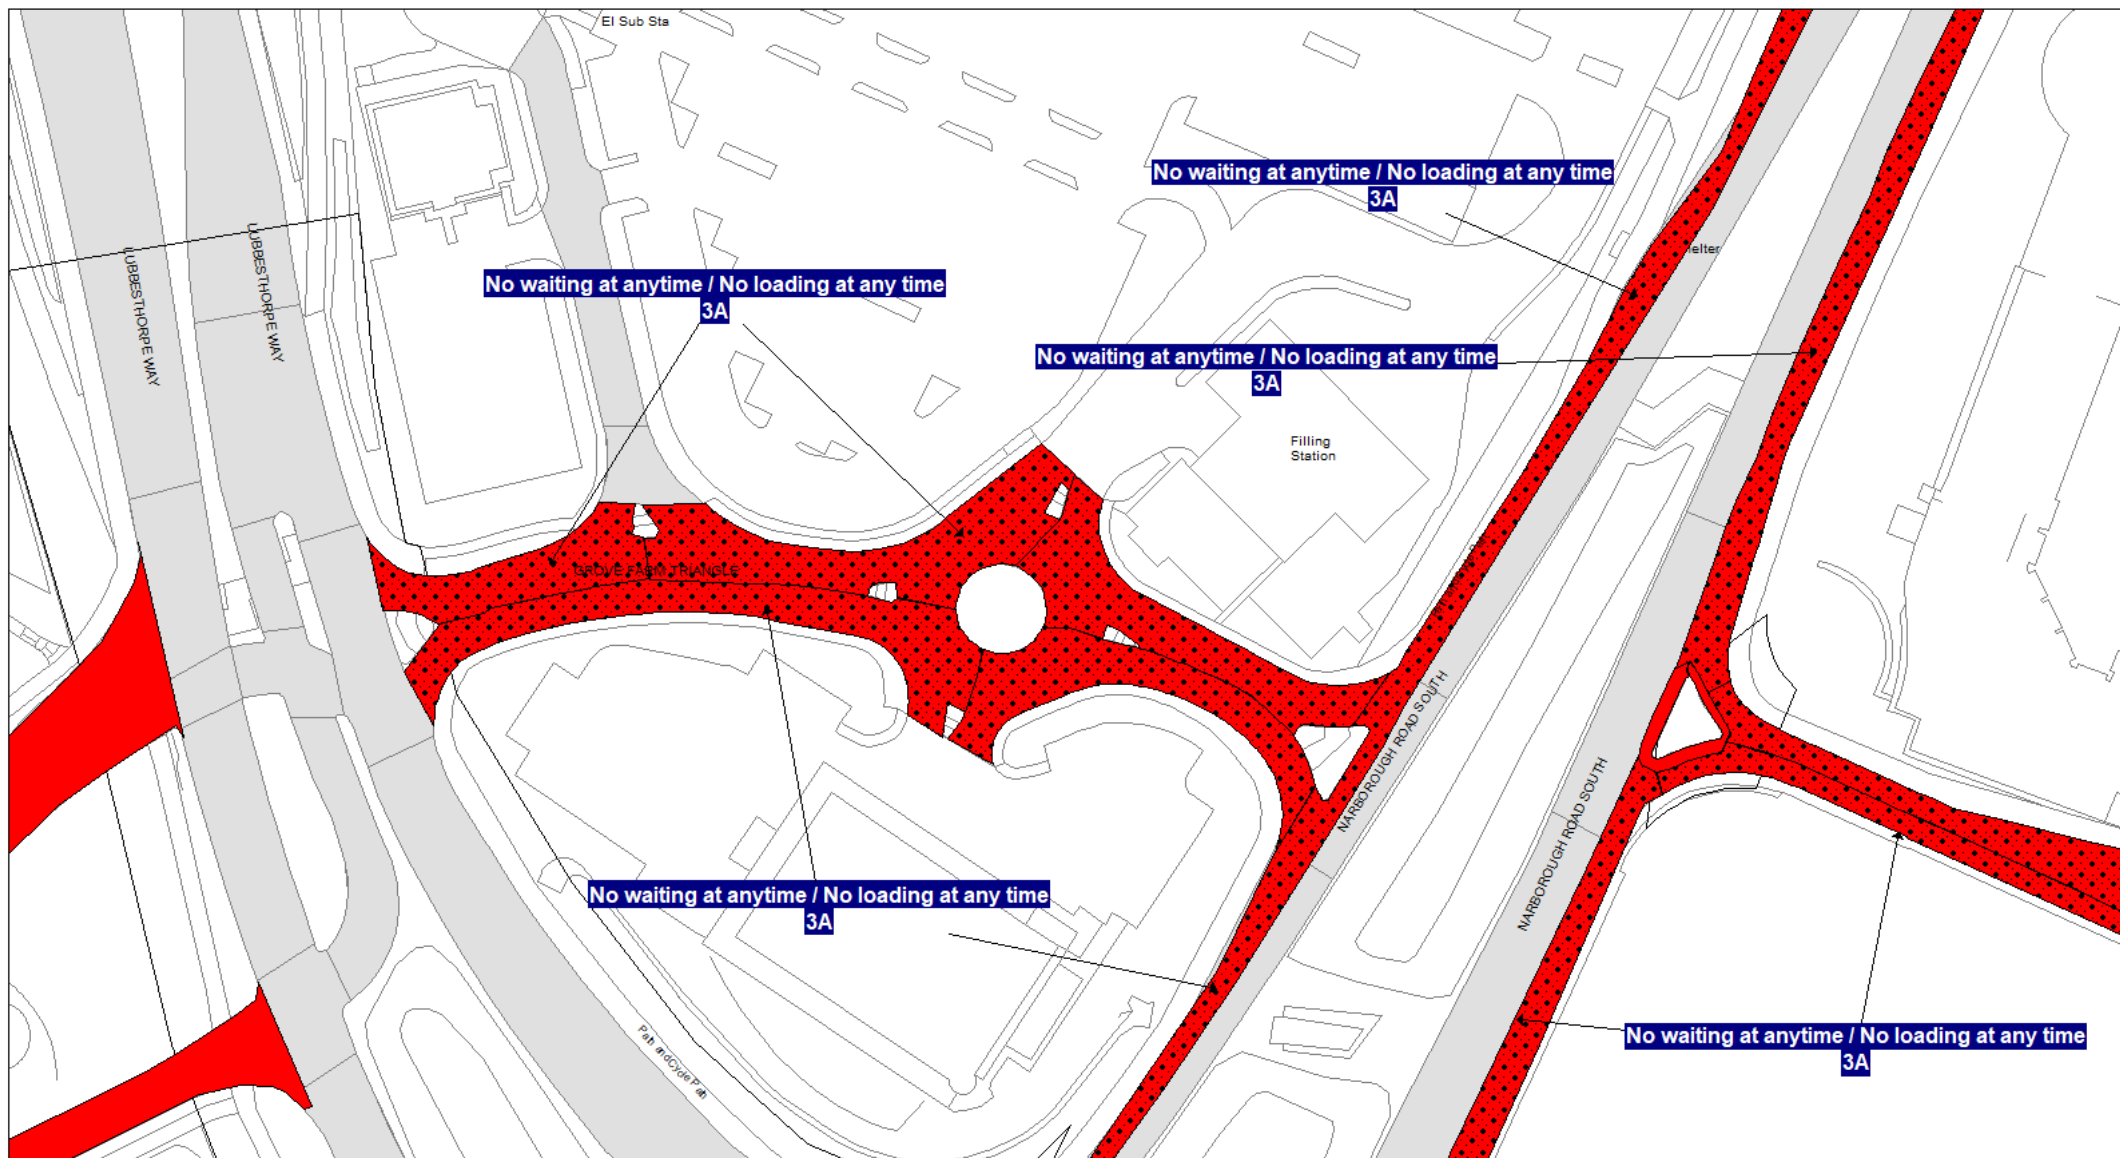 El Sub Sta
No waiting at anytime / No loading at any time
3A
LUBBESTHORPE WAY
LUBBESTHORPE WAY
No waiting at anytime / No loading at any time
3A
No waiting at anytime / No loading at any time
3A
Filling
Station
GROVE FARM TRIANGLE
NARBOROUGH ROAD SOUTH
NARBOROUGH ROAD SOUTH
No waiting at anytime / No loading at any time
3A
Path and Cycle Path
No waiting at anytime / No loading at any time
3A